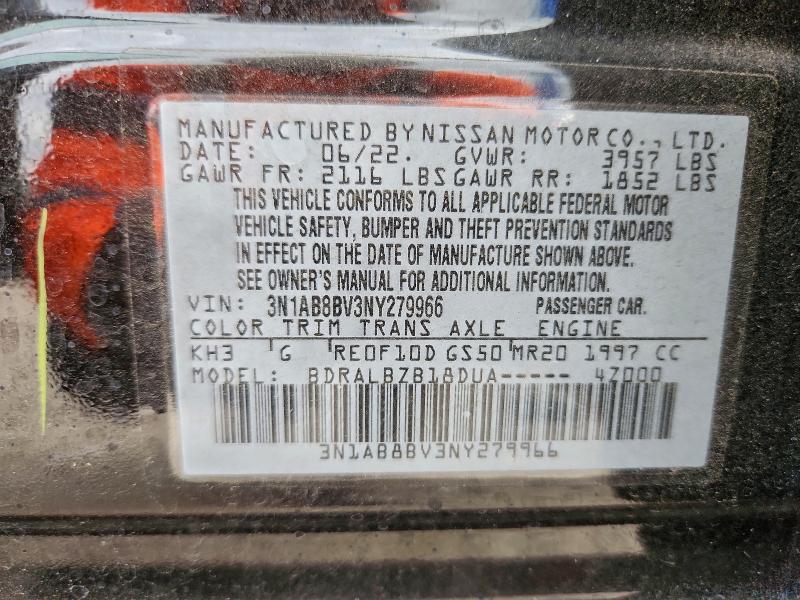 MANUFACTURED BY NISSAN MOTOR CO., LTD.
DATE: 06/22. GVWR: 3957 LBS
GAWR FR: 2116 LBS GAWR RR: 1852 LBS
THIS VEHICLE CONFORMS TO ALL APPLICABLE FEDERAL MOTOR
VEHICLE SAFETY, BUMPER AND THEFT PREVENTION STANDARDS
IN EFFECT ON THE DATE OF MANUFACTURE SHOWN ABOVE.
SEE OWNER'S MANUAL FOR ADDITIONAL INFORMATION.
VIN: 3N1AB8BV3NY279966 PASSENGER CAR.
COLOR TRIM TRANS AXLE ENGINE
KH3 G RE0F10D GS50 MR20 1997 CC
MODEL: BDRALBZB18DUA----- 4Z000
3N1AB8BV3NY279966